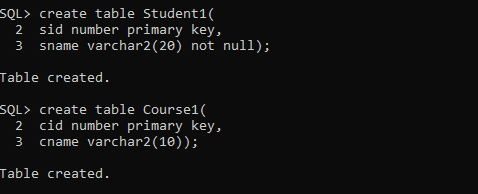 SQL> create table Student1(
  2  sid number primary key,
  3  sname varchar2(20) not null);
Table created.
SQL> create table Course1(
  2  cid number primary key,
  3  cname varchar2(10));
Table created.